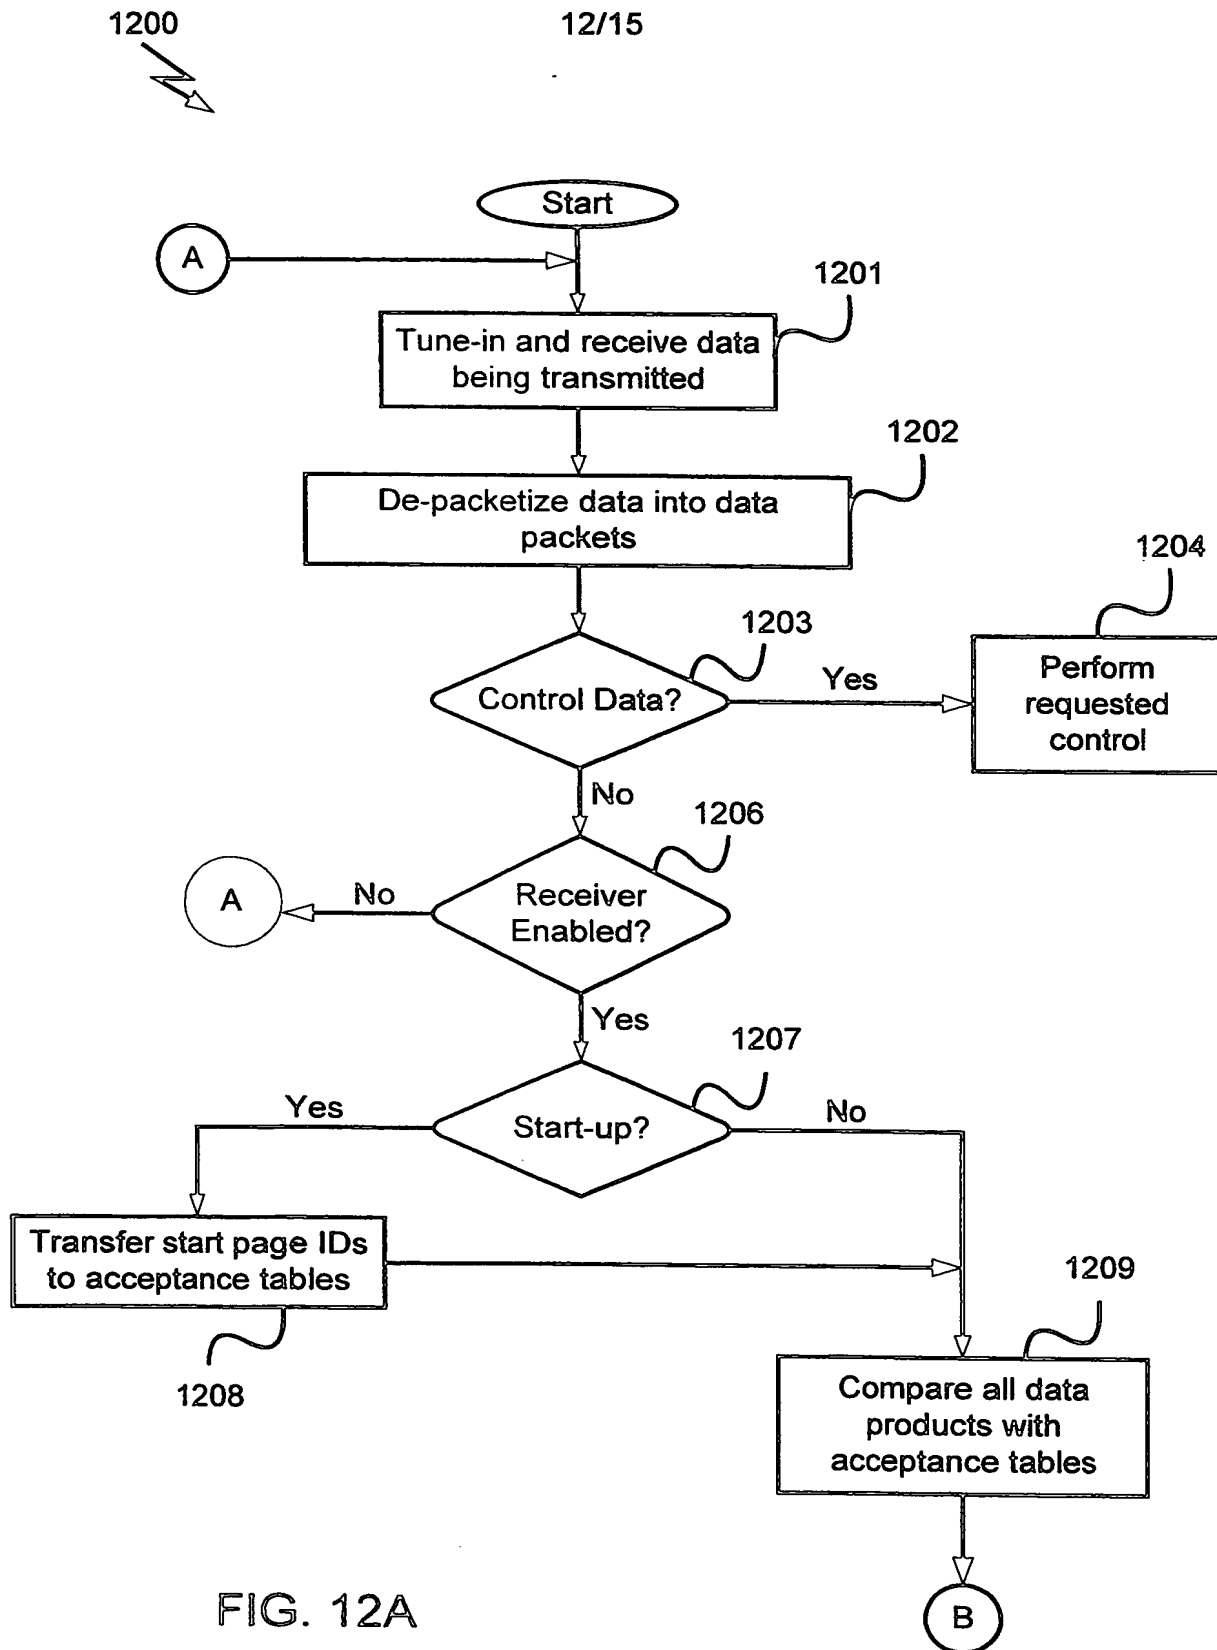 1200
12/15
Start
A
1201
Tune-in and receive data
being transmitted
1202
De-packetize data into data
packets
1204
1203
Control Data?
Yes
Perform
requested
control
No
1206
A
No
Receiver
Enabled?
Yes
1207
Yes
Start-up?
No
Transfer start page IDs
to acceptance tables
1208
1209
Compare all data
products with
acceptance tables
B
FIG. 12A